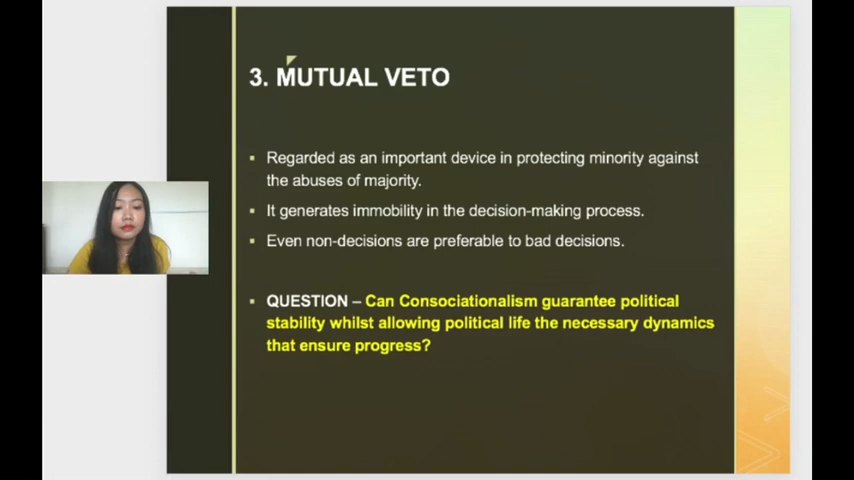 3. MUTUAL VETO
Regarded as an important device in protecting minority against
the abuses of majority.
It generates immobility in the decision-making process.
Even non-decisions are preferable to bad decisions.
QUESTION – Can Consociationalism guarantee political
stability whilst allowing political life the necessary dynamics
that ensure progress?